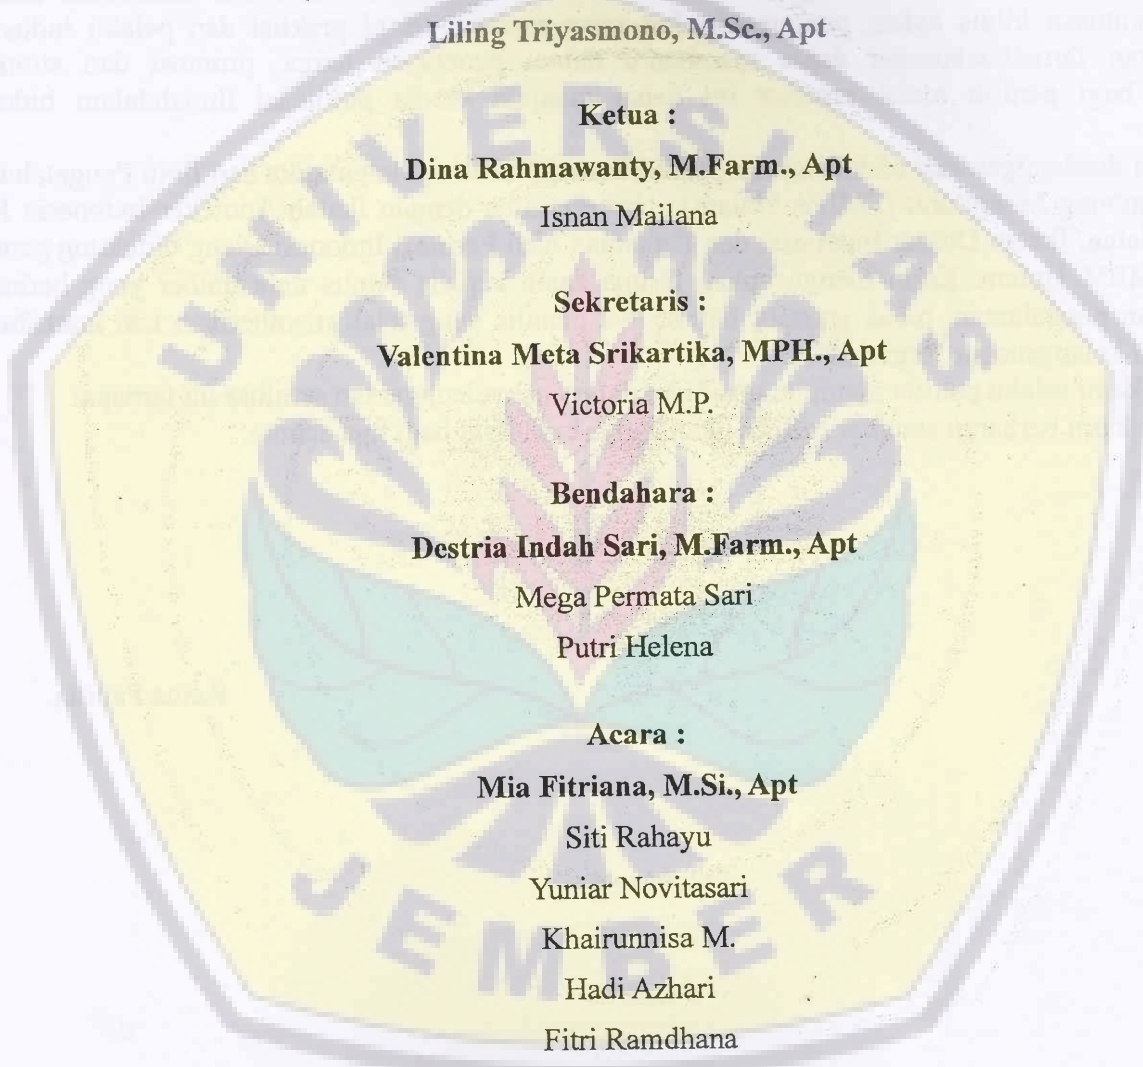 Liling Triyasmono, M.Sc., Apt
Ketua :
Dina Rahmawanty, M.Farm., Apt
Isnan Mailana
Sekretaris :
Valentina Meta Srikartika, MPH., Apt
Victoria M.P.
Bendahara :
Destria Indah Sari, M.Farm., Apt
Mega Permata Sari
Putri Helena
Acara :
Mia Fitriana, M.Si., Apt
Siti Rahayu
Yuniar Novitasari
Khairunnisa M.
Hadi Azhari
Fitri Ramdhana
UNIVERSITAS
JEMBER